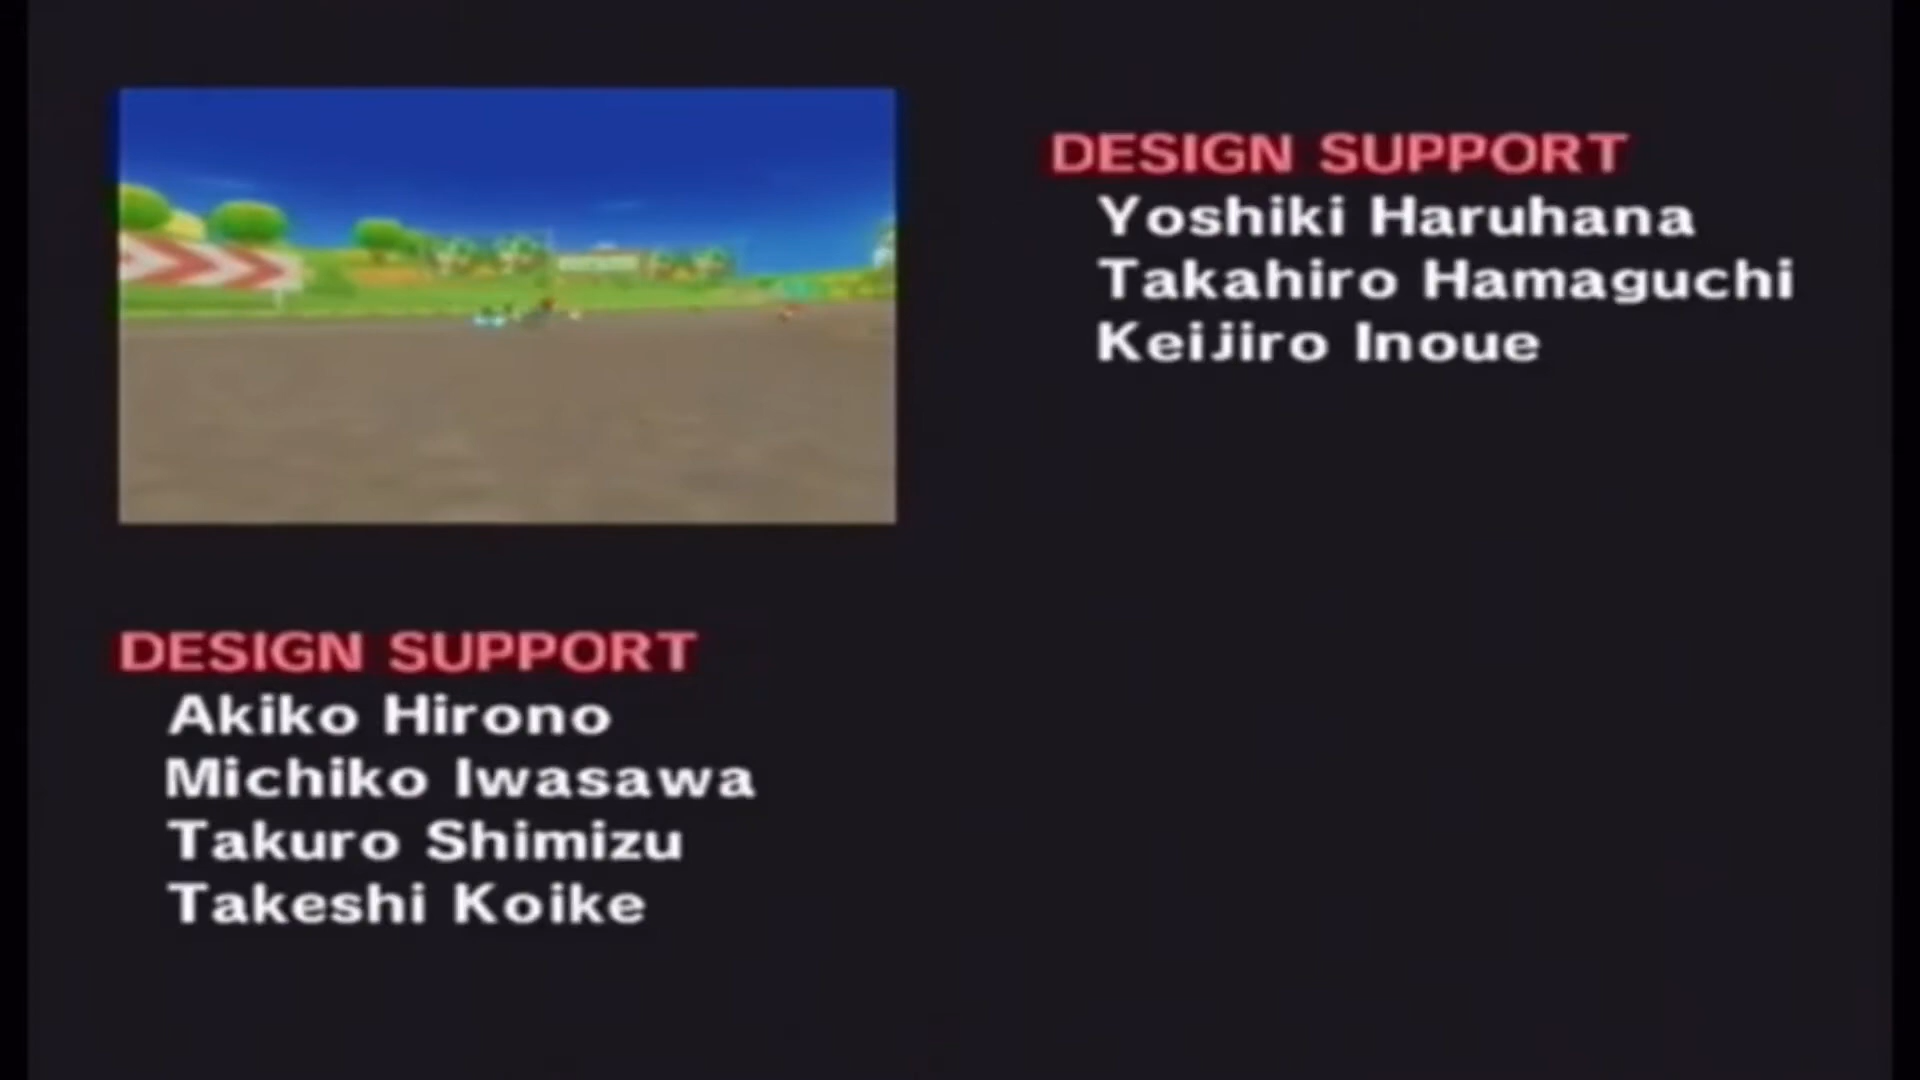 DESIGN SUPPORT
Yoshiki Haruhana
Takahiro Hamaguchi
Keijiro Inoue
DESIGN SUPPORT
Akiko Hirono
Michiko Iwasawa
Takuro Shimizu
Takeshi Koike